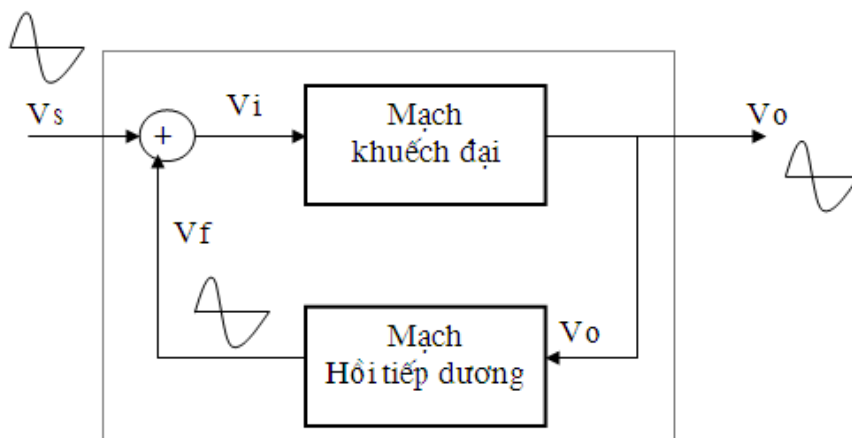 Vs
+
Vi
Mạch
khuếch đại
Vo
Vf
Mạch
Hồi tiếp dương
Vo